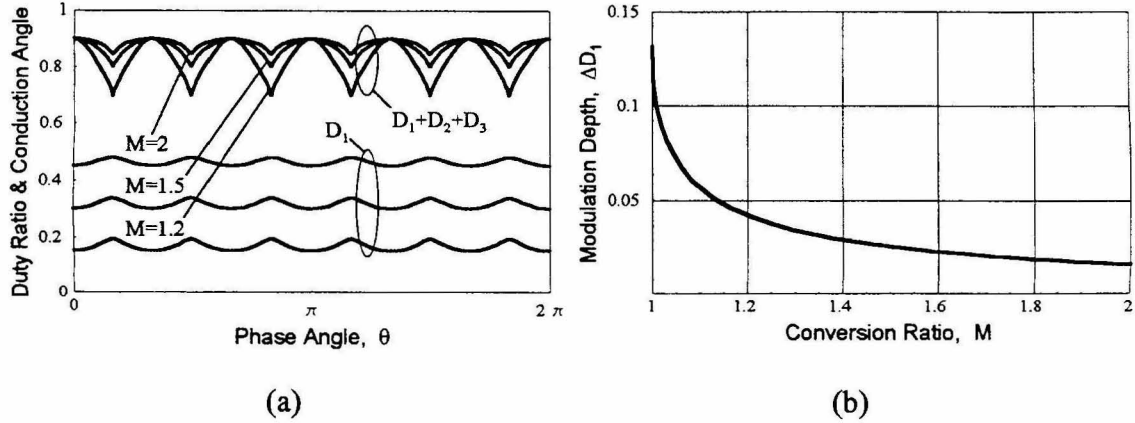 1
0.8
0.6
0.4
0.2
0
Duty Ratio & Conduction Angle
M=2
M=1.5
M=1.2
D₁+D₂+D₃
D₁
0
π
2 π
Phase Angle, θ
(a)
0.15
0.1
0.05
0.00
Modulation Depth, ΔD₁
1
1.2
1.4
1.6
1.8
2
Conversion Ratio, M
(b)